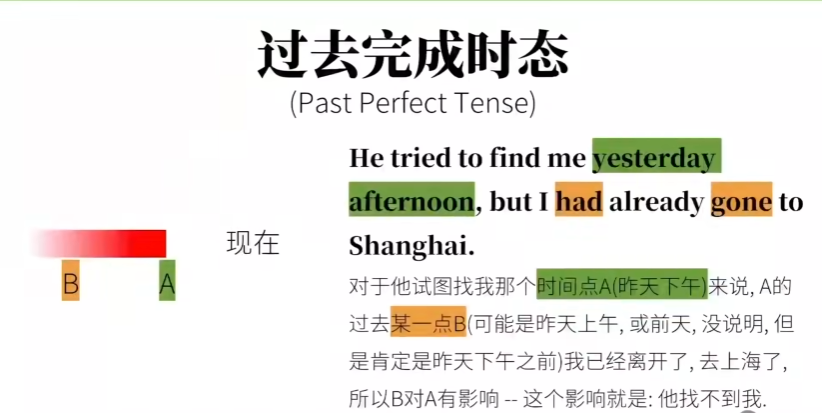 过去完成时态
(Past Perfect Tense)
He tried to find me yesterday
afternoon, but I had already gone to
Shanghai.
现在
B A
对于他试图找我那个时间点A(昨天下午)来说, A的
过去某一点B(可能是昨天上午, 或前天, 没说明, 但
是肯定是昨天下午之前)我已经离开了, 去上海了,
所以B对A有影响 -- 这个影响就是: 他找不到我.